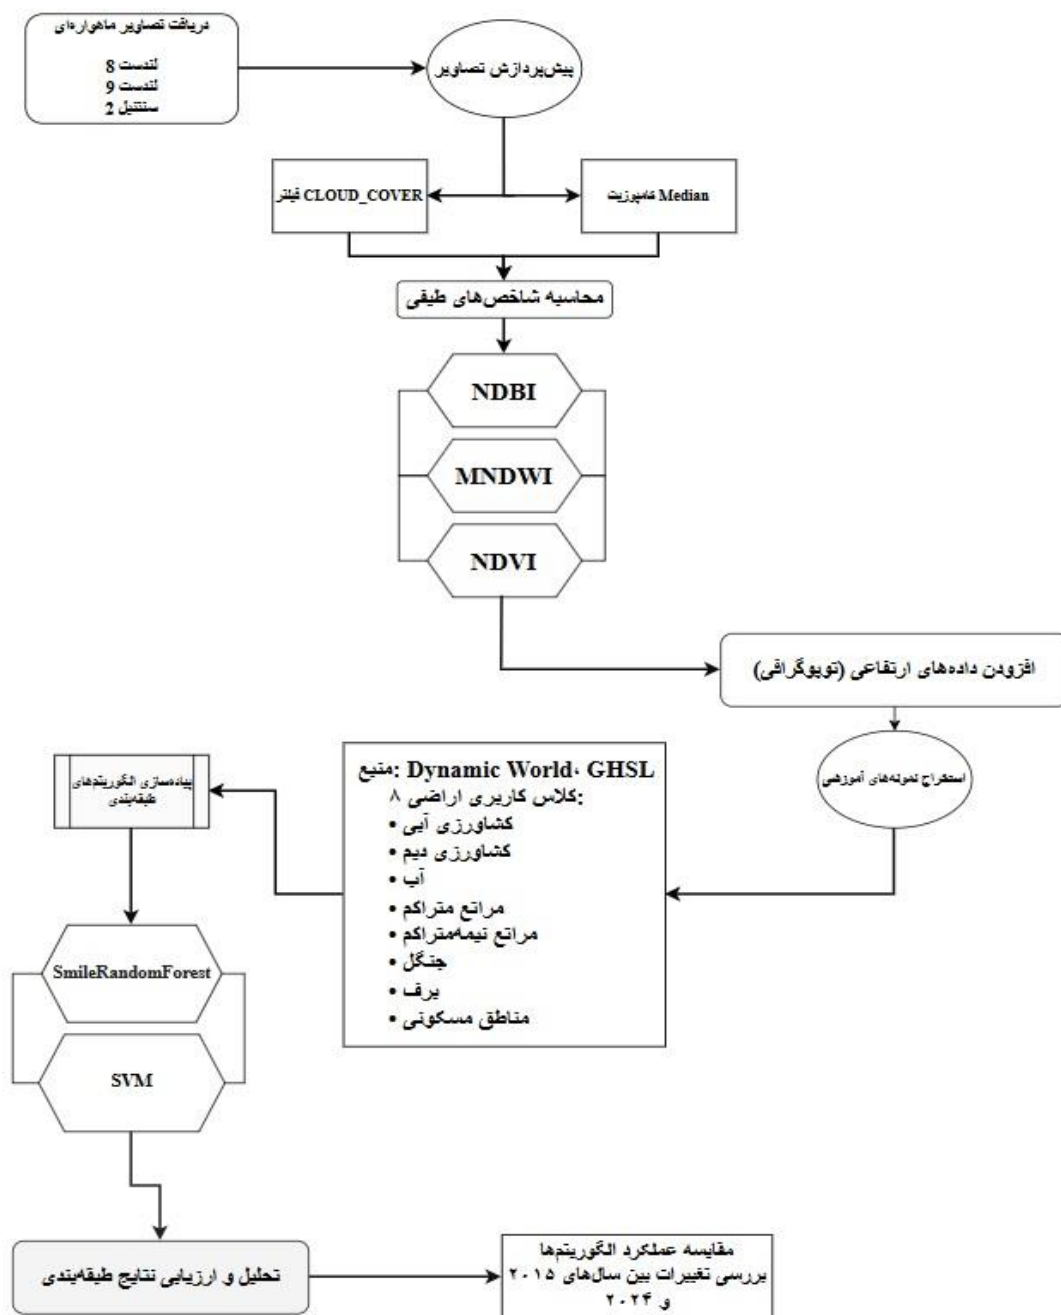 دریافت تصاویر ماهواره‌ای
لندست 8
لندست 9
سنتنیل 2
پیش‌پردازش تصاویر
فیلتر CLOUD_COVER
کامپوزیت Median
محاسبه شاخص‌های طیفی
NDBI
MNDWI
NDVI
افزودن داده‌های ارتفاعی (توپوگرافی)
استخراج نمونه‌های آموزشی
منبع: Dynamic World، GHSL
۸ کلاس کاربری اراضی:
• کشاورزی آبی
• کشاورزی دیم
• آب
• مراتع متراکم
• مراتع نیمه‌متراکم
• جنگل
• برف
• مناطق مسکونی
پیاده‌سازی الگوریتم‌های
طبقه‌بندی
SmileRandomForest
SVM
تحلیل و ارزیابی نتایج طبقه‌بندی
مقایسه عملکرد الگوریتم‌ها
بررسی تغییرات بین سال‌های ۲۰۱۵
و ۲۰۲۴